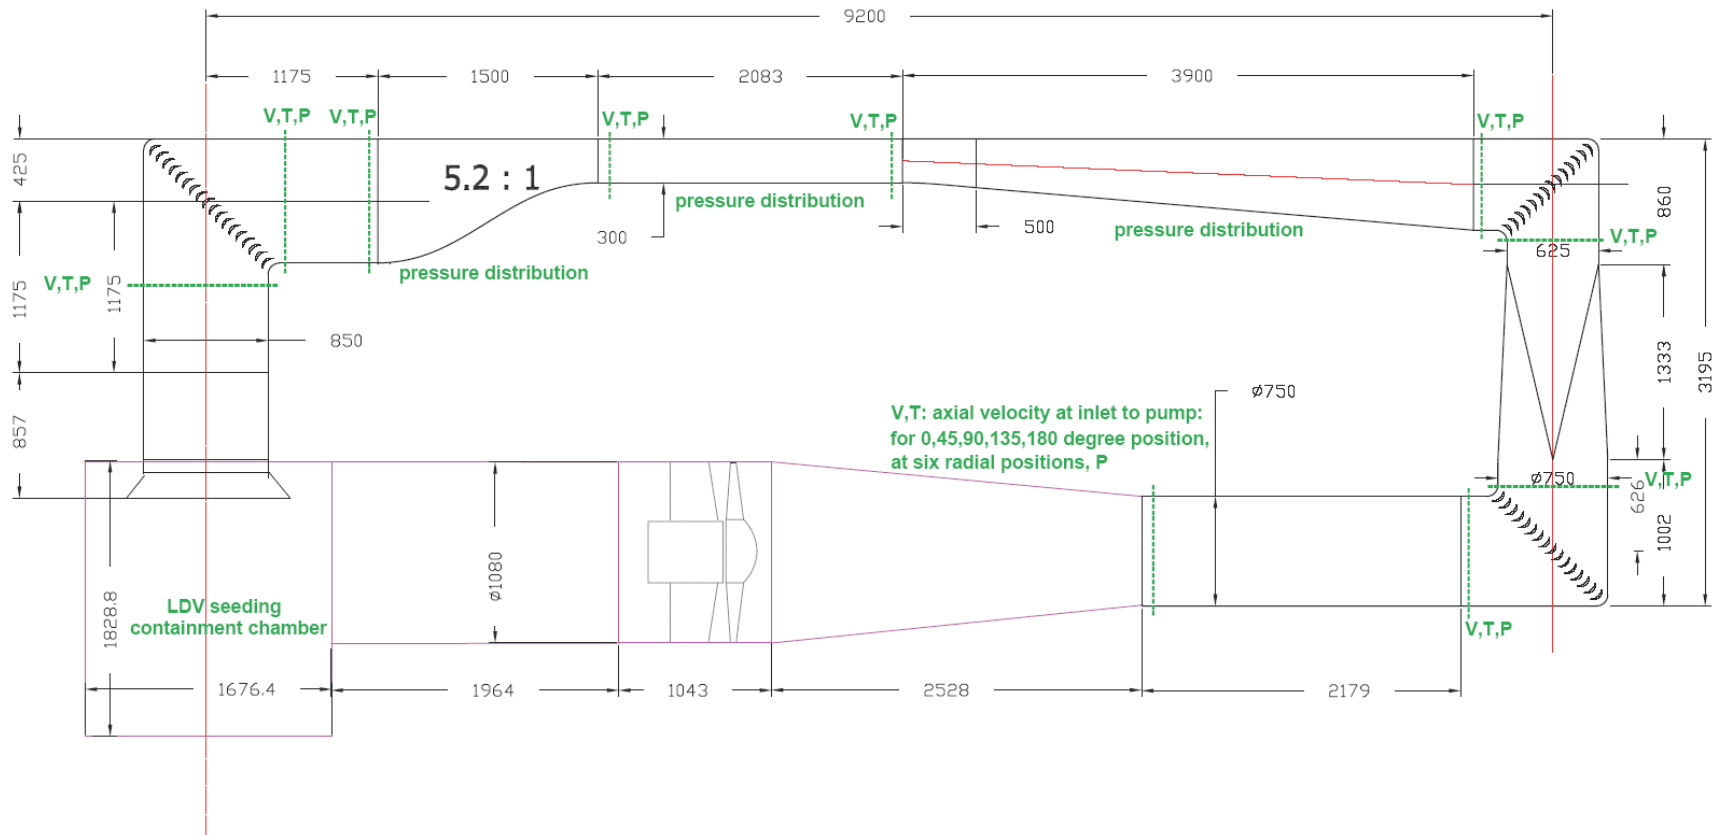 9200
1175
1500
2083
3900
V,T,P
V,T,P
V,T,P
V,T,P
V,T,P
425
5.2 : 1
pressure distribution
860
300
500
pressure distribution
V,T,P
625
pressure distribution
V,T,P
1175
1175
850
1333
3195
857
ø750
V,T: axial velocity at inlet to pump:
for 0,45,90,135,180 degree position,
at six radial positions, P
ø750
V,T,P
626
1002
ø1080
LDV seeding
containment chamber
1828.8
V,T,P
1676.4
1964
1043
2528
2179